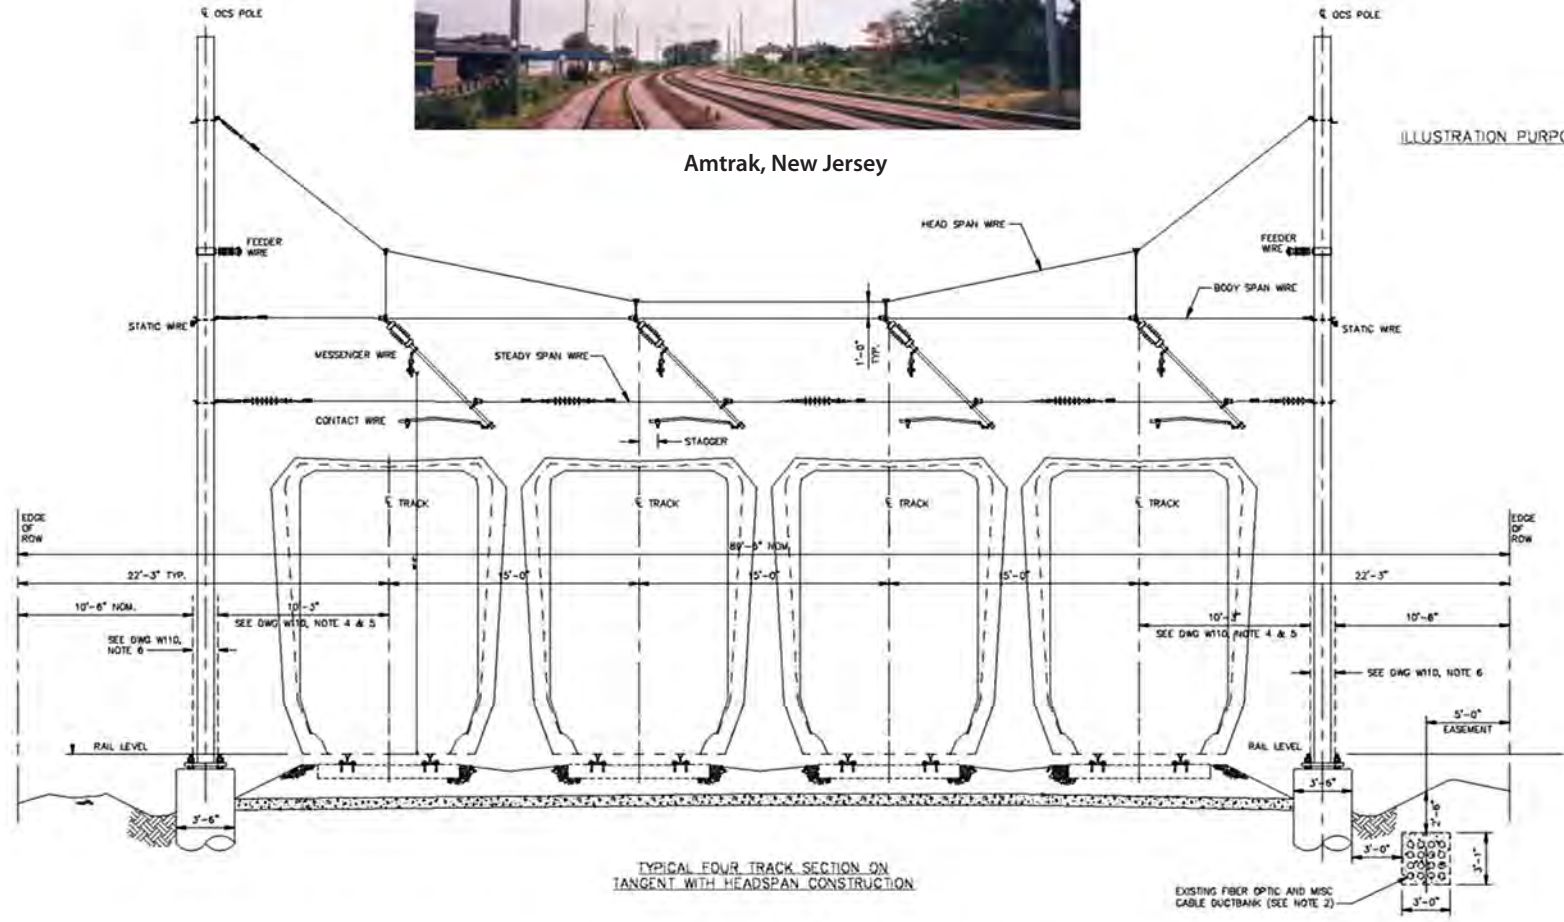 ℄ OCS POLE
℄ OCS POLE
Amtrak, New Jersey
ILLUSTRATION PURPO
HEAD SPAN WIRE
FEEDER
WIRE
FEEDER
WIRE
BODY SPAN WIRE
STATIC WIRE
STATIC WIRE
MESSENGER WIRE
STEADY SPAN WIRE
1'-0"
TYP.
CONTACT WIRE
STAGGER
℄ TRACK
℄ TRACK
℄ TRACK
℄ TRACK
EDGE
OF
ROW
EDGE
OF
ROW
NOM.
22'-3" TYP.
15'-0"
15'-0"
15'-0"
22'-3"
10'-6" NOM.
10'-3"
SEE DWG W110, NOTE 4 & 5
10'-3"
SEE DWG W110, NOTE 4 & 5
10'-6"
SEE DWG W110,
NOTE 6
SEE DWG W110, NOTE 6
5'-0"
EASEMENT
RAIL LEVEL
RAIL LEVEL
3'-6"
3'-6"
2'-6"
3'-0"
3'-1"
3'-0"
TYPICAL FOUR TRACK SECTION ON
TANGENT WITH HEADSPAN CONSTRUCTION
EXISTING FIBER OPTIC AND MISC
CABLE DUCTBANK (SEE NOTE 2)